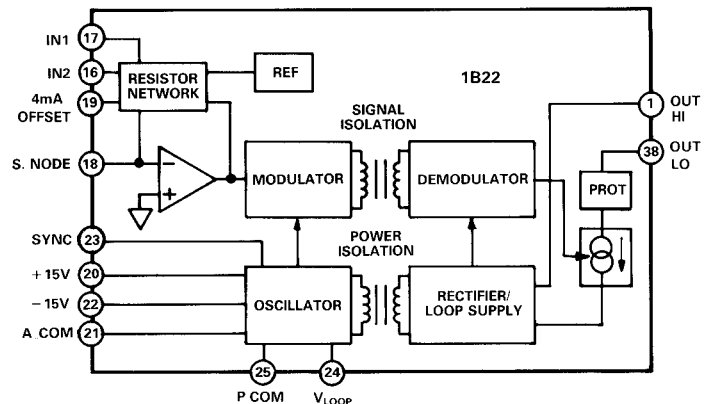 17
IN1
16
IN2
19
4mA
OFFSET
RESISTOR
NETWORK
REF
1B22
1
OUT
HI
38
OUT
LO
SIGNAL
ISOLATION
18
S. NODE
−
+
MODULATOR
DEMODULATOR
PROT
POWER
ISOLATION
23
SYNC
20
+15V
22
−15V
21
A COM
OSCILLATOR
RECTIFIER/
LOOP SUPPLY
25
P COM
24
VLOOP